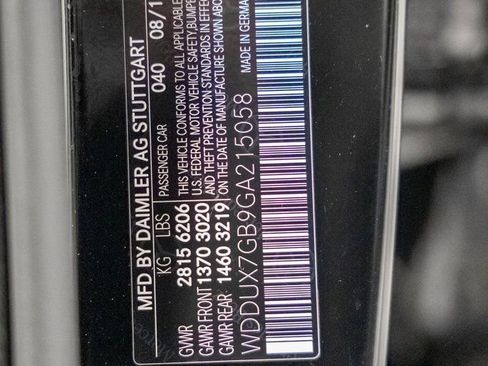 MFD BY DAIMLER AG STUTTGART
KG LBS PASSENGER CAR 040 08/1
GVWR 2815 6206 THIS VEHICLE CONFORMS TO ALL APPLICABLE
GAWR FRONT 1370 3020 U.S. FEDERAL MOTOR VEHICLE SAFETY, BUMPER
GAWR REAR 1460 3219 AND THEFT PREVENTION STANDARDS IN EFFECT
ON THE DATE OF MANUFACTURE SHOWN ABOVE
WDDUX7GB9GA215058
MADE IN GERMAN